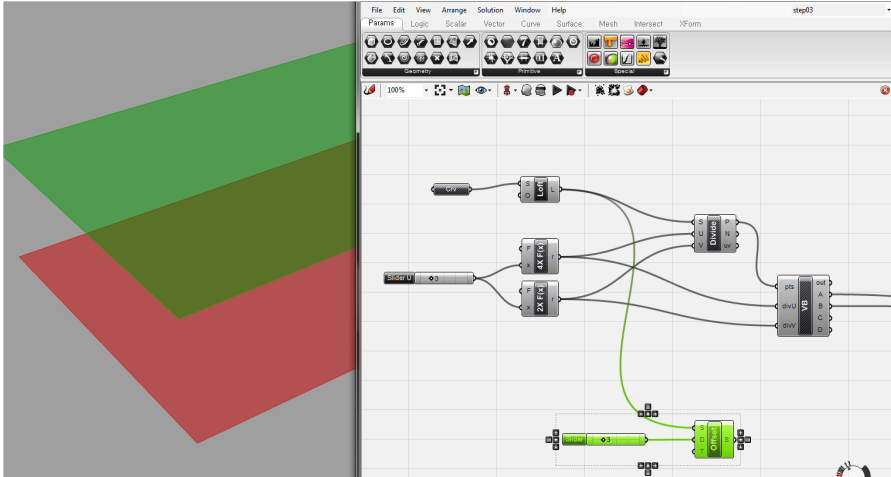 File Edit View Arrange Solution Window Help step03
Params Logic Scalar Vector Curve Surface Mesh Intersect XForm
Geometry Primitive Special
100%
Crv
S O Loft L
S U V Divide P N uv
Slider U 3
F x 4X F(x) r
F x 2X F(x) r
pts divU divV VB out A B C D
Slider 3
S D T Offset S